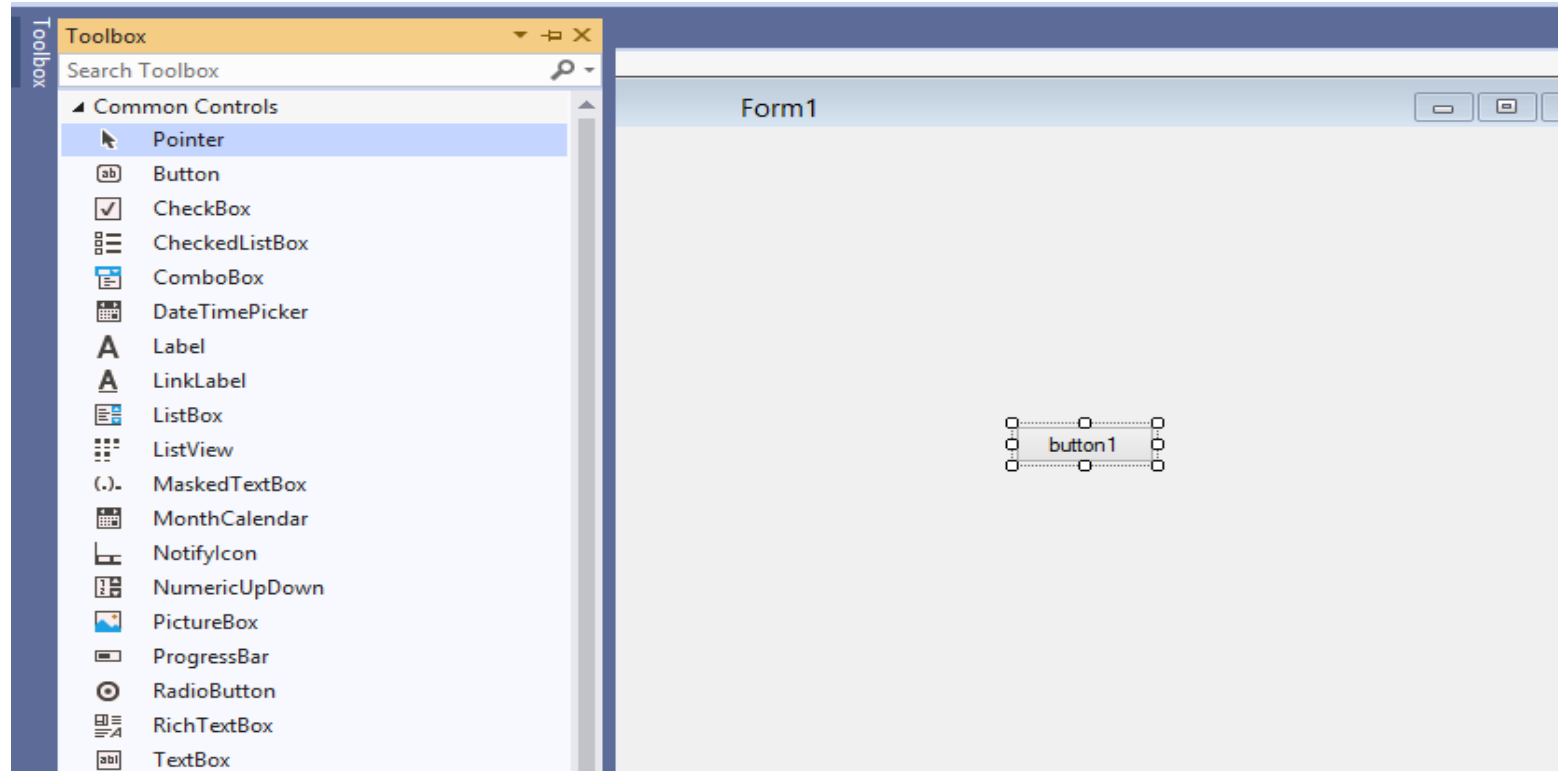 Toolbox
Toolbox
Search Toolbox
Common Controls
Pointer
Button
CheckBox
CheckedListBox
ComboBox
DateTimePicker
Label
LinkLabel
ListBox
ListView
MaskedTextBox
MonthCalendar
NotifyIcon
NumericUpDown
PictureBox
ProgressBar
RadioButton
RichTextBox
TextBox
Form1
button1